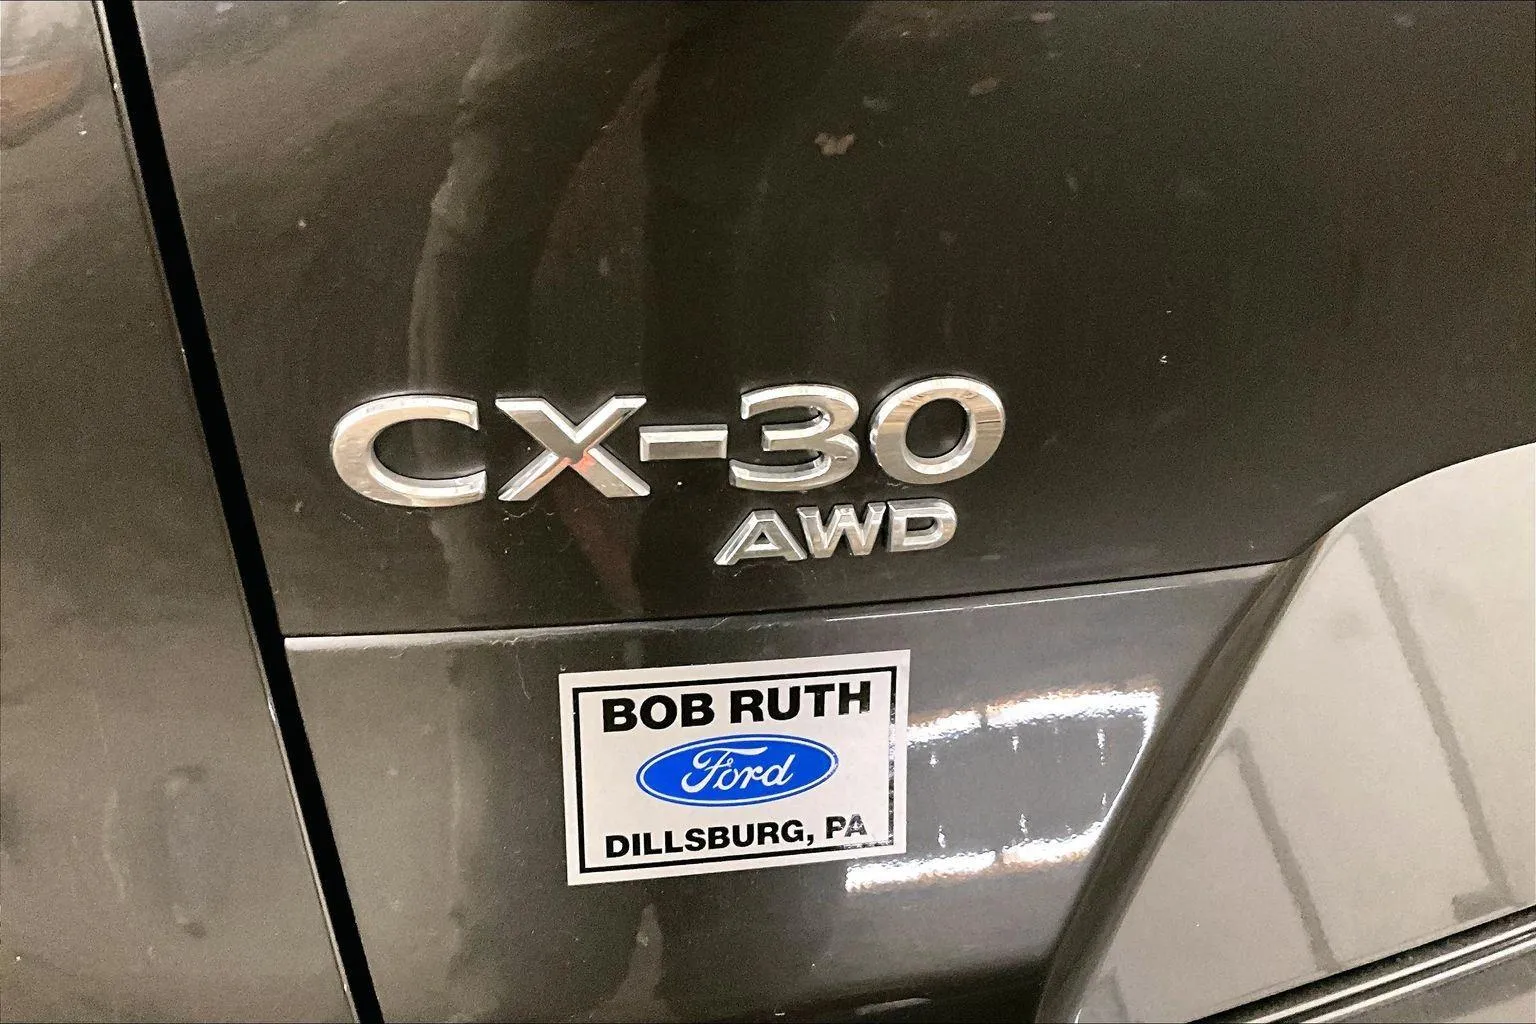 CX-30
AWD
BOB RUTH
Ford
DILLSBURG, PA